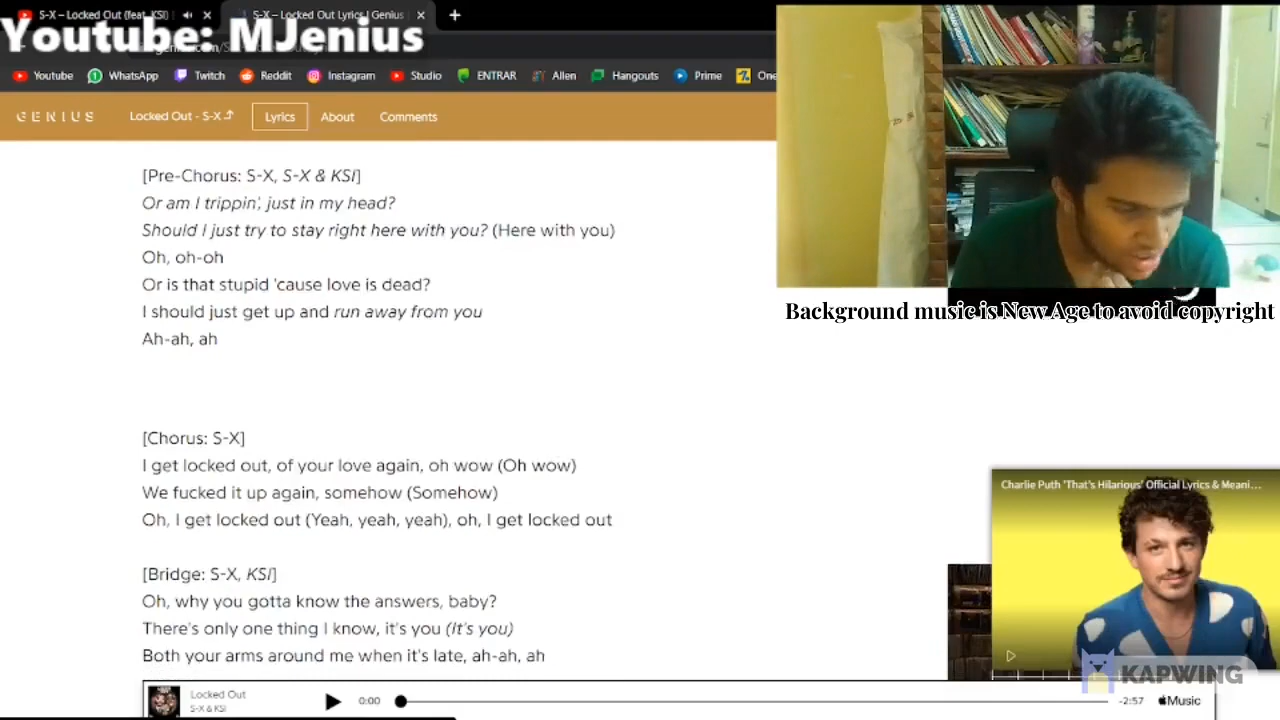 S-X – Locked Out (feat. KSI)
S-X – Locked Out Lyrics | Genius
Youtube: MJenius
Youtube
WhatsApp
Twitch
Reddit
Instagram
Studio
ENTRAR
Allen
Hangouts
Prime
One
GENIUS
Locked Out - S-X
Lyrics
About
Comments
[Pre-Chorus: S-X, S-X & KSI]
Or am I trippin', just in my head?
Should I just try to stay right here with you? (Here with you)
Oh, oh-oh
Or is that stupid 'cause love is dead?
I should just get up and run away from you
Ah-ah, ah
Background music is New Age to avoid copyright
[Chorus: S-X]
I get locked out, of your love again, oh wow (Oh wow)
We fucked it up again, somehow (Somehow)
Oh, I get locked out (Yeah, yeah, yeah), oh, I get locked out
Charlie Puth 'That's Hilarious' Official Lyrics & Meani...
[Bridge: S-X, KSI]
Oh, why you gotta know the answers, baby?
There's only one thing I know, it's you (It's you)
Both your arms around me when it's late, ah-ah, ah
KAPWING
Locked Out
S-X & KSI
0:00
-2:57
Music